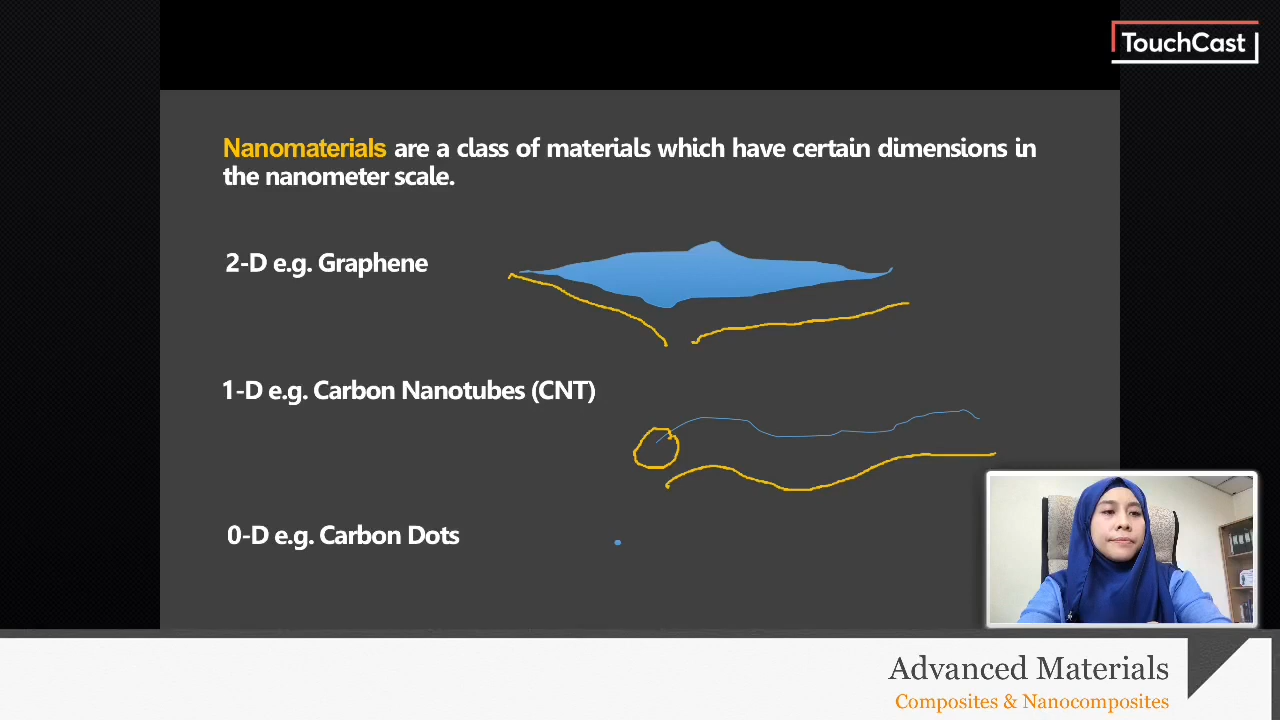 TouchCast
Nanomaterials are a class of materials which have certain dimensions in
the nanometer scale.
2-D e.g. Graphene
1-D e.g. Carbon Nanotubes (CNT)
0-D e.g. Carbon Dots
Advanced Materials
Composites & Nanocomposites